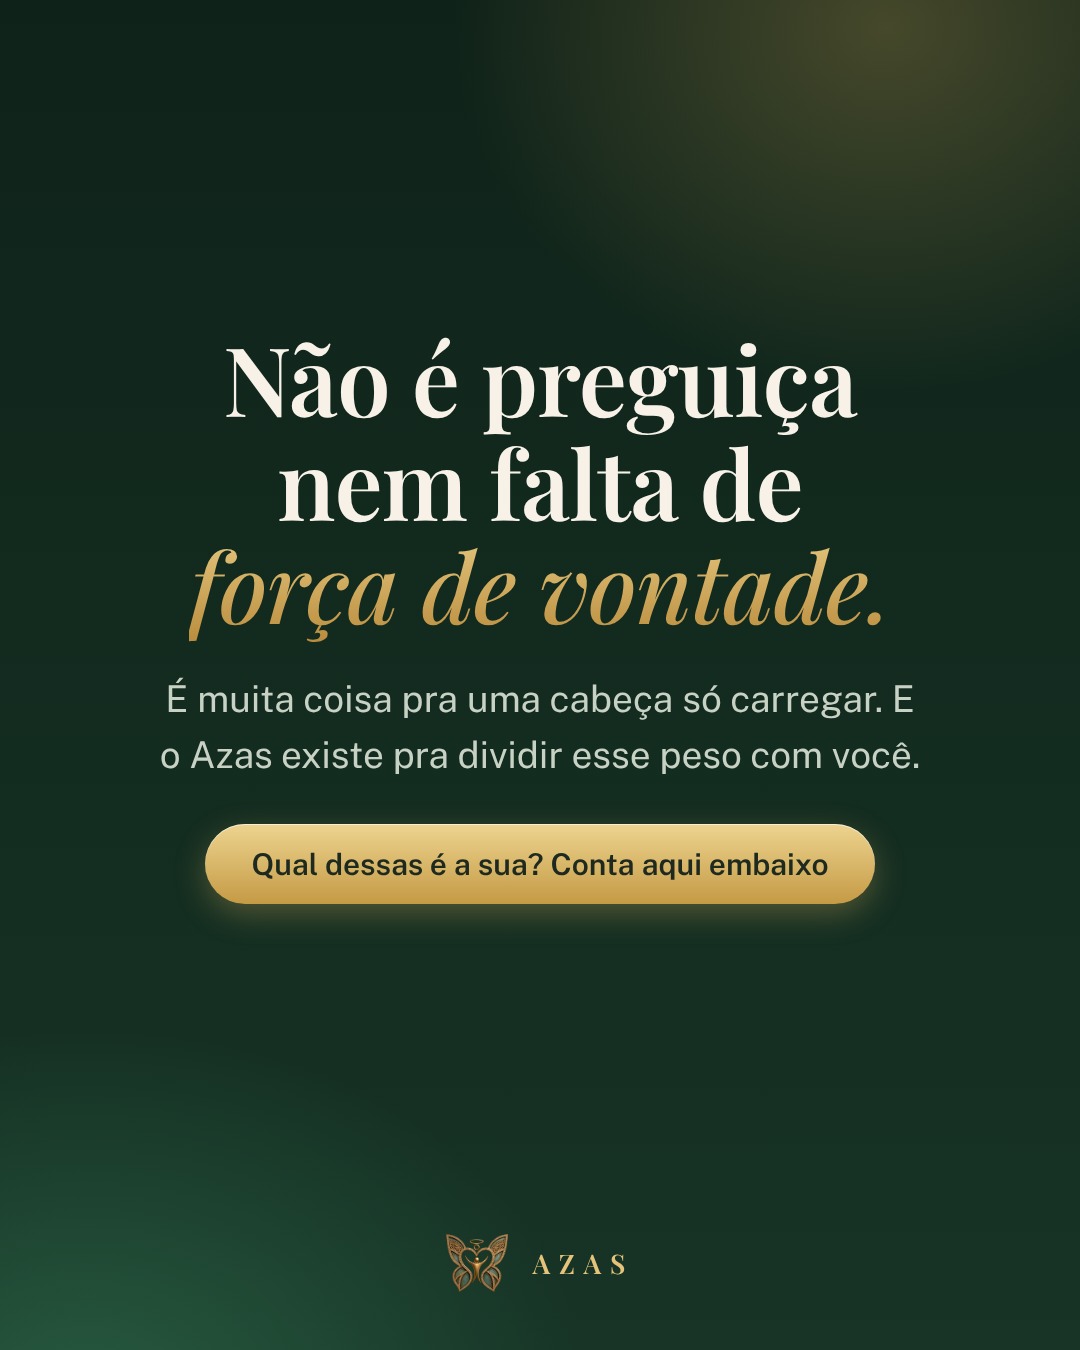 Não é preguiça
nem falta de
força de vontade.
É muita coisa pra uma cabeça só carregar. E
o Azas existe pra dividir esse peso com você.
Qual dessas é a sua? Conta aqui embaixo
AZAS